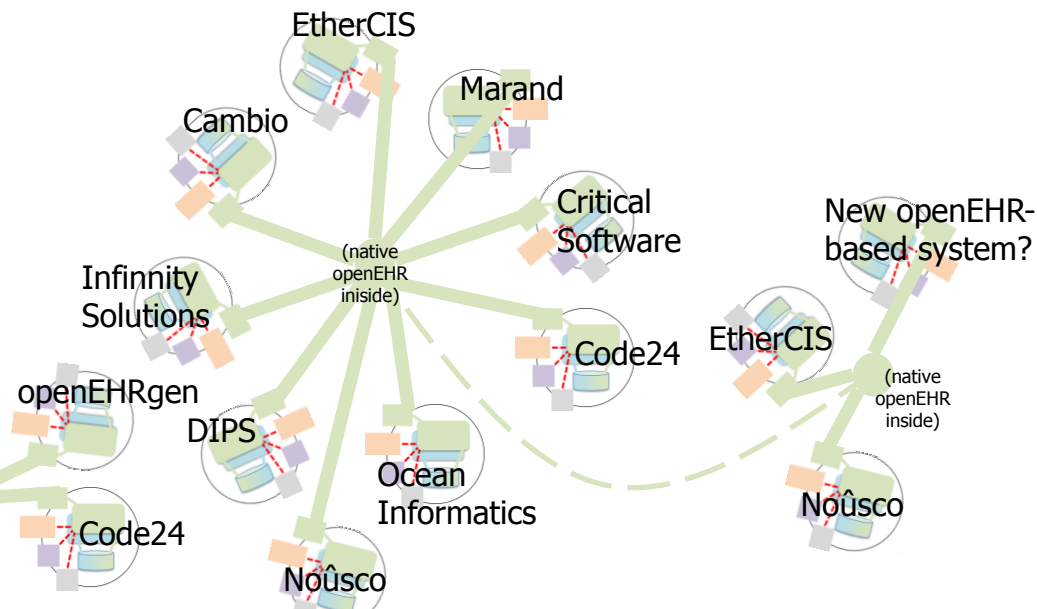 EtherCIS
Marand
Cambio
Critical
Software
New openEHR-
based system?
(native
openEHR
iniside)
Infinnity
Solutions
EtherCIS
Code24
(native
openEHR
inside)
openEHRgen
DIPS
Ocean
Informatics
Noûsco
Code24
Noûsco